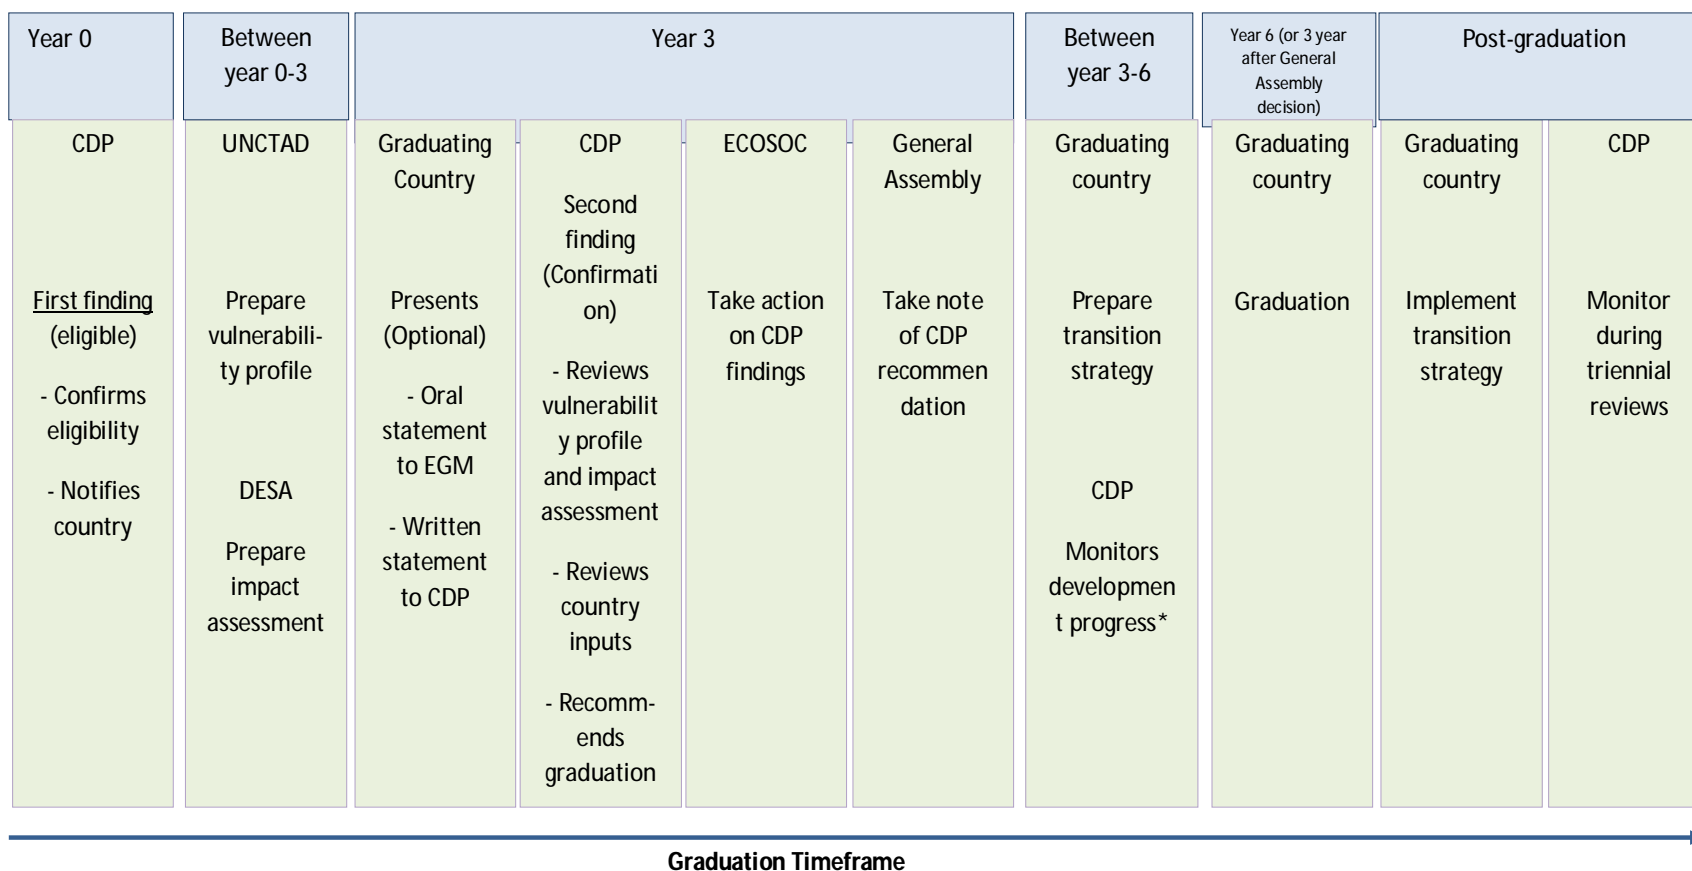 Year 0
Between
year 0-3
Year 3
Between
year 3-6
Year 6 (or 3 year
after General
Assembly
decision)
Post-graduation
CDP
First finding
(eligible)
- Confirms
eligibility
- Notifies
country
UNCTAD
Prepare
vulnerabili-
ty profile
DESA
Prepare
impact
assessment
Graduating
Country
Presents
(Optional)
- Oral
statement
to EGM
- Written
statement
to CDP
CDP
Second
finding
(Confirmati
on)
- Reviews
vulnerabilit
y profile
and impact
assessment
- Reviews
country
inputs
- Recomm-
ends
graduation
ECOSOC
Take action
on CDP
findings
General
Assembly
Take note
of CDP
recommen
dation
Graduating
country
Prepare
transition
strategy
CDP
Monitors
developmen
t progress*
Graduating
country
Graduation
Graduating
country
Implement
transition
strategy
CDP
Monitor
during
triennial
reviews
Graduation Timeframe